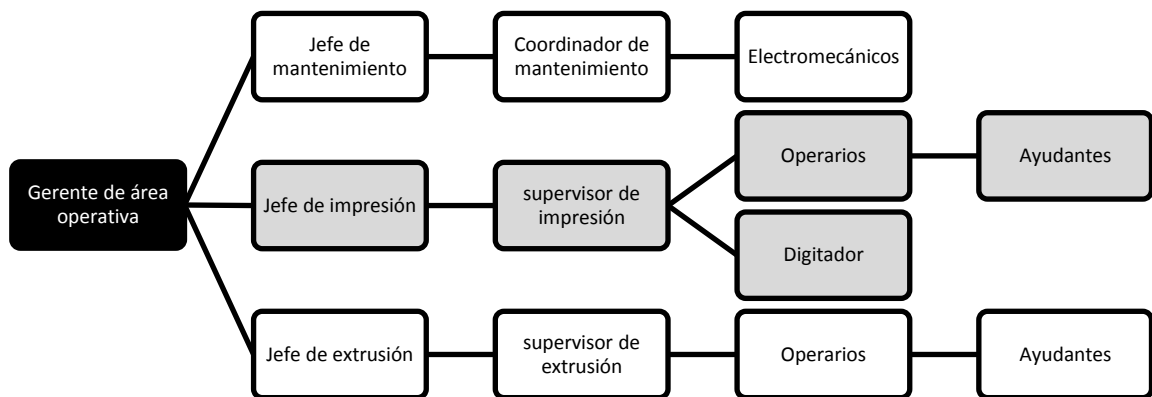 Jefe de
mantenimiento
Coordinador de
mantenimiento
Electromecánicos
Operarios
Ayudantes
Gerente de área
operativa
Jefe de impresión
supervisor de
impresión
Digitador
Jefe de extrusión
supervisor de
extrusión
Operarios
Ayudantes